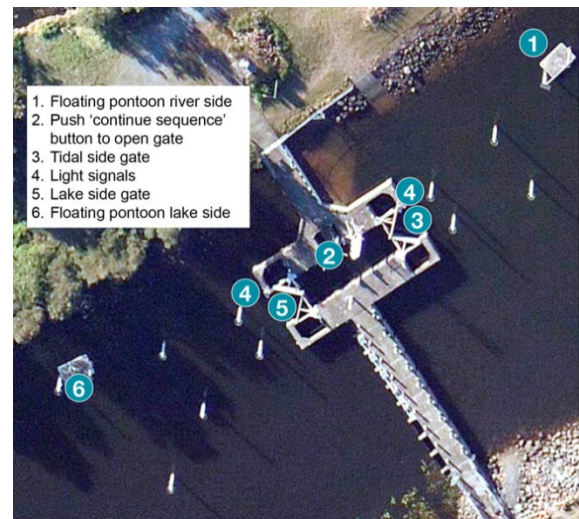 1. Floating pontoon river side
2. Push ‘continue sequence’
button to open gate
3. Tidal side gate
4. Light signals
5. Lake side gate
6. Floating pontoon lake side
1
4
3
2
4
5
6